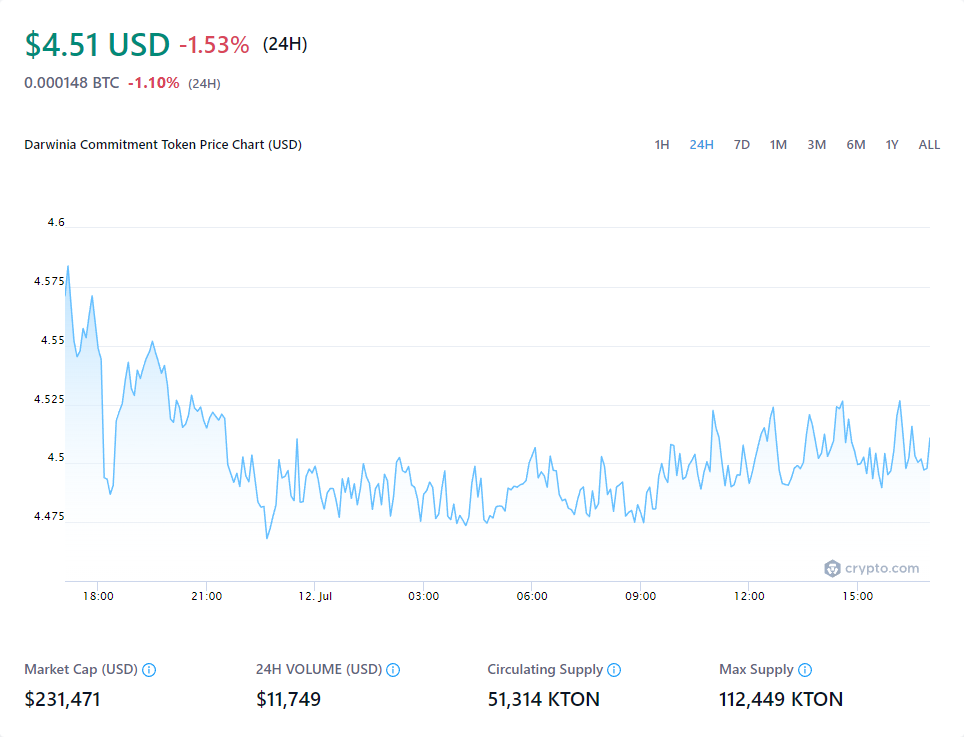 $4.51 USD -1.53% (24H)
0.000148 BTC -1.10% (24H)
Darwinia Commitment Token Price Chart (USD) 1H 24H 7D 1M 3M 6M 1Y ALL
4.6
4.575
4.55
4.525
4.5
4.475
crypto.com
18:00 21:00 12. Jul 03:00 06:00 09:00 12:00 15:00
Market Cap (USD) 24H VOLUME (USD) Circulating Supply Max Supply
$231,471 $11,749 51,314 KTON 112,449 KTON